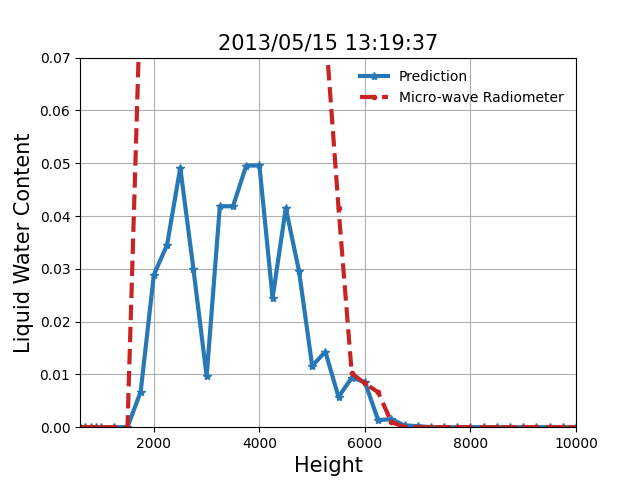 2013/05/15 13:19:37
0.07
0.06
0.05
0.04
0.03
0.02
0.01
0.00
Liquid Water Content
Prediction
Micro-wave Radiometer
2000 4000 6000 8000 10000
Height